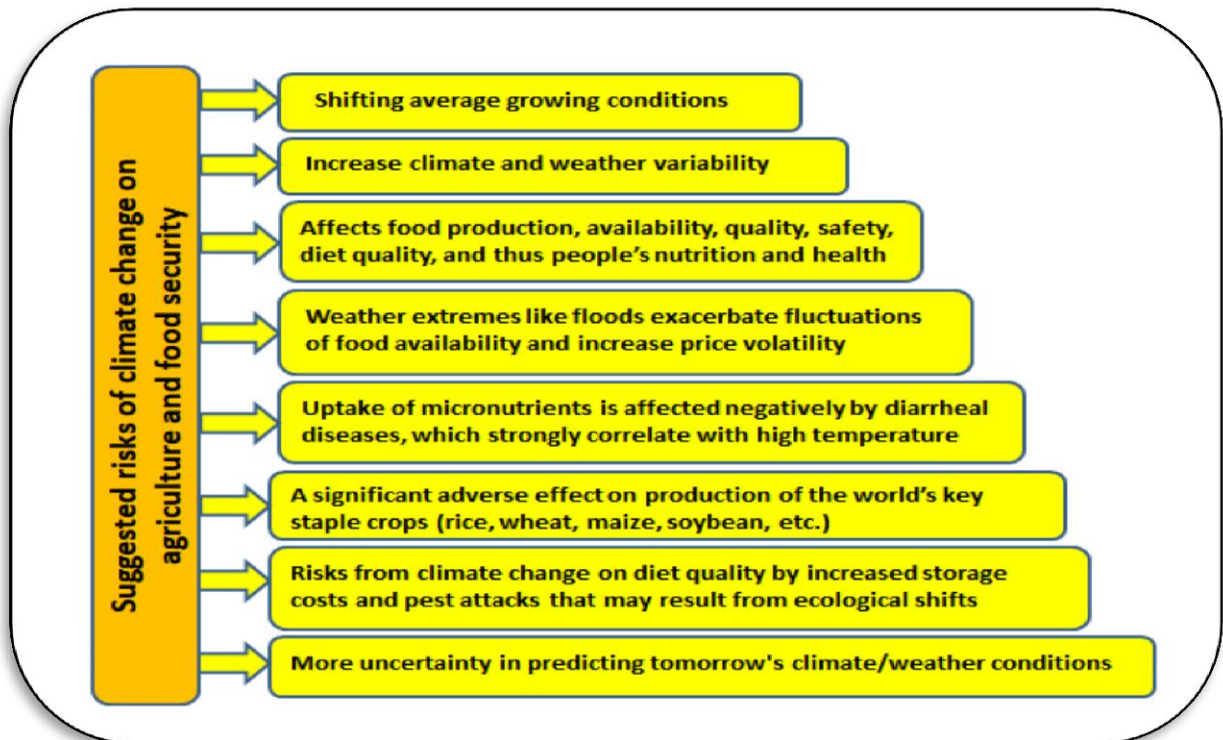 Suggested risks of climate change on
agriculture and food security
Shifting average growing conditions
Increase climate and weather variability
Affects food production, availability, quality, safety,
diet quality, and thus people’s nutrition and health
Weather extremes like floods exacerbate fluctuations
of food availability and increase price volatility
Uptake of micronutrients is affected negatively by diarrheal
diseases, which strongly correlate with high temperature
A significant adverse effect on production of the world’s key
staple crops (rice, wheat, maize, soybean, etc.)
Risks from climate change on diet quality by increased storage
costs and pest attacks that may result from ecological shifts
More uncertainty in predicting tomorrow's climate/weather conditions